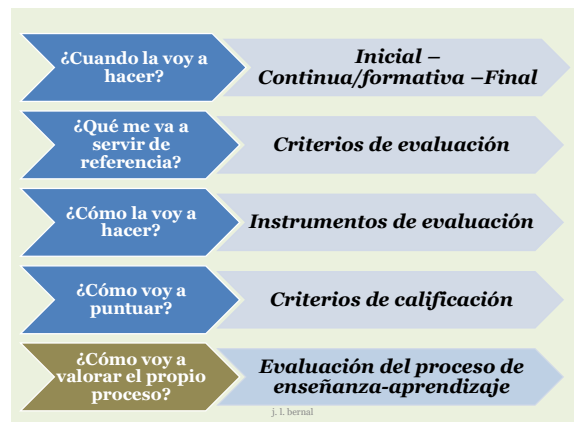 ¿Cuando la voy a
hacer?
Inicial –
Continua/formativa –Final
¿Qué me va a
servir de
referencia?
Criterios de evaluación
¿Cómo la voy a
hacer?
Instrumentos de evaluación
¿Cómo voy a
puntuar?
Criterios de calificación
¿Cómo voy a
valorar el propio
proceso?
Evaluación del proceso de
enseñanza-aprendizaje
j. l. bernal